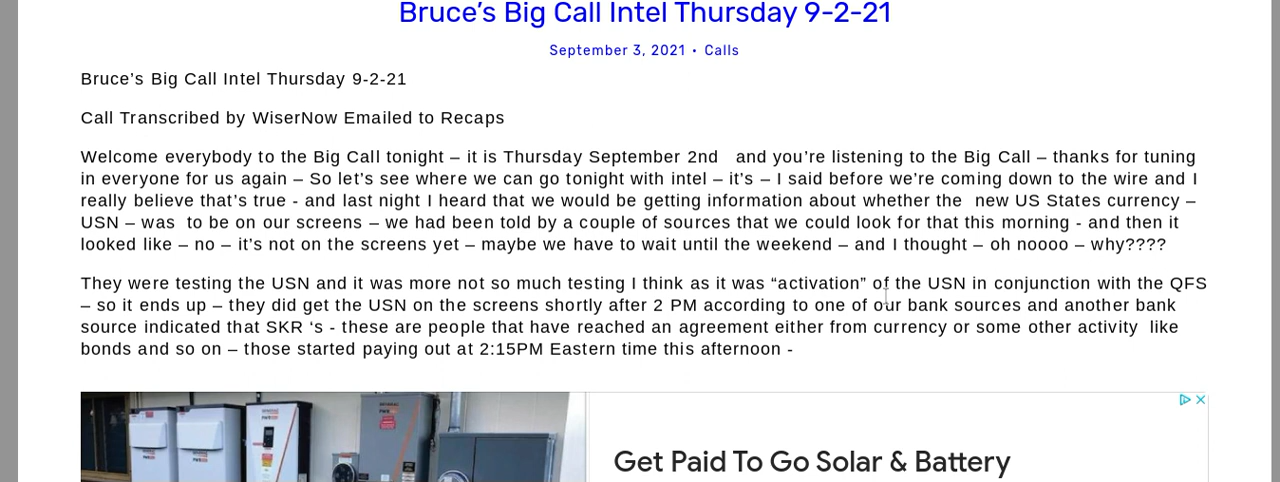 Bruce’s Big Call Intel Thursday 9-2-21
September 3, 2021 • Calls
Bruce’s Big Call Intel Thursday 9-2-21
Call Transcribed by WiserNow Emailed to Recaps
Welcome everybody to the Big Call tonight – it is Thursday September 2nd   and you’re listening to the Big Call – thanks for tuning
in everyone for us again – So let’s see where we can go tonight with intel – it’s – I said before we’re coming down to the wire and I
really believe that’s true - and last night I heard that we would be getting information about whether the  new US States currency –
USN – was  to be on our screens – we had been told by a couple of sources that we could look for that this morning - and then it
looked like – no – it’s not on the screens yet – maybe we have to wait until the weekend – and I thought – oh noooo – why????
They were testing the USN and it was more not so much testing I think as it was “activation” of the USN in conjunction with the QFS
– so it ends up – they did get the USN on the screens shortly after 2 PM according to one of our bank sources and another bank
source indicated that SKR ‘s - these are people that have reached an agreement either from currency or some other activity  like
bonds and so on – those started paying out at 2:15PM Eastern time this afternoon -
Get Paid To Go Solar & Battery